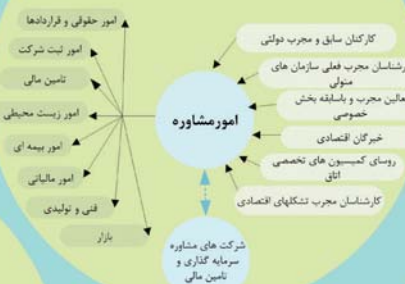 کارکنان سابق و مجرب دولتی
رشناسان مجرب فعلی سازمان های
متولی
عالین مجرب و باسابقه بخش
خصوصی
خبرگان اقتصادی
روسای کمیسیون های تخصصی
اتاق
کارشناسان مجرب تشکلهای اقتصادی
امورمشاوره
امور حقوقی و قراردادها
امور ثبت شرکت
تامین مالی
امور زیست محیطی
امور بیمه ای
امور مالیاتی
فنی و تولیدی
بازار
شرکت های مشاوره
سرمایه گذاری و
تامین مالی